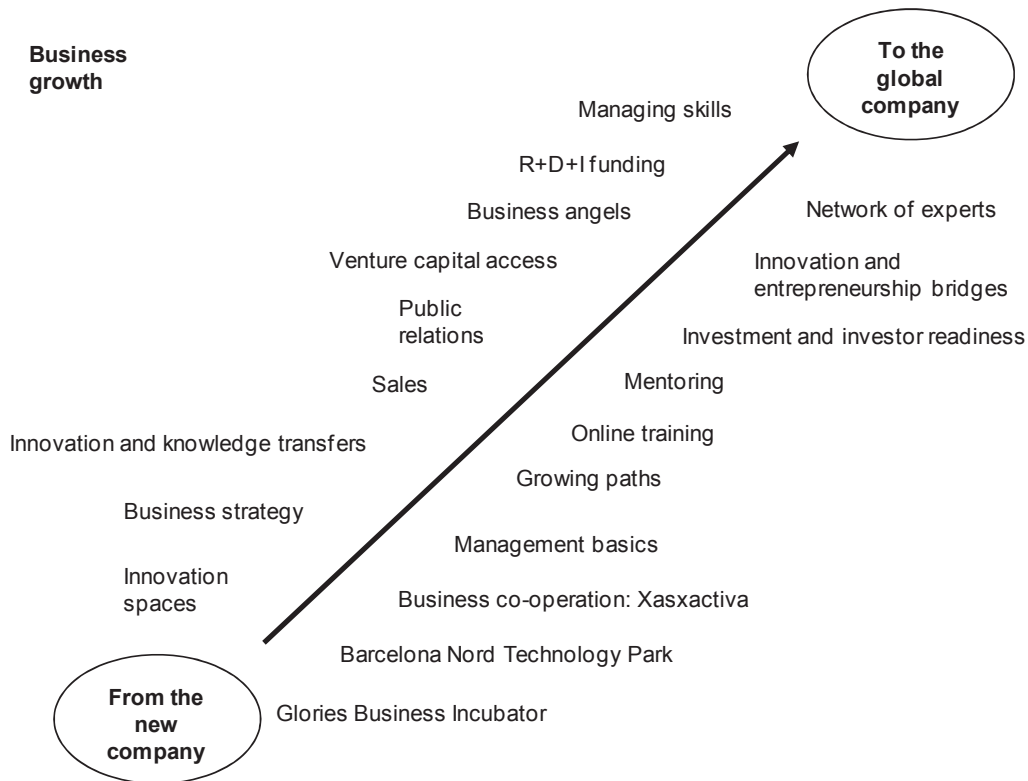 Business
growth
To the
global
company
Managing skills
R+D+I funding
Business angels
Network of experts
Venture capital access
Innovation and
entrepreneurship bridges
Public
relations
Investment and investor readiness
Sales
Mentoring
Innovation and knowledge transfers
Online training
Growing paths
Business strategy
Management basics
Innovation
spaces
Business co-operation: Xasxactiva
Barcelona Nord Technology Park
From the
new
company
Glories Business Incubator